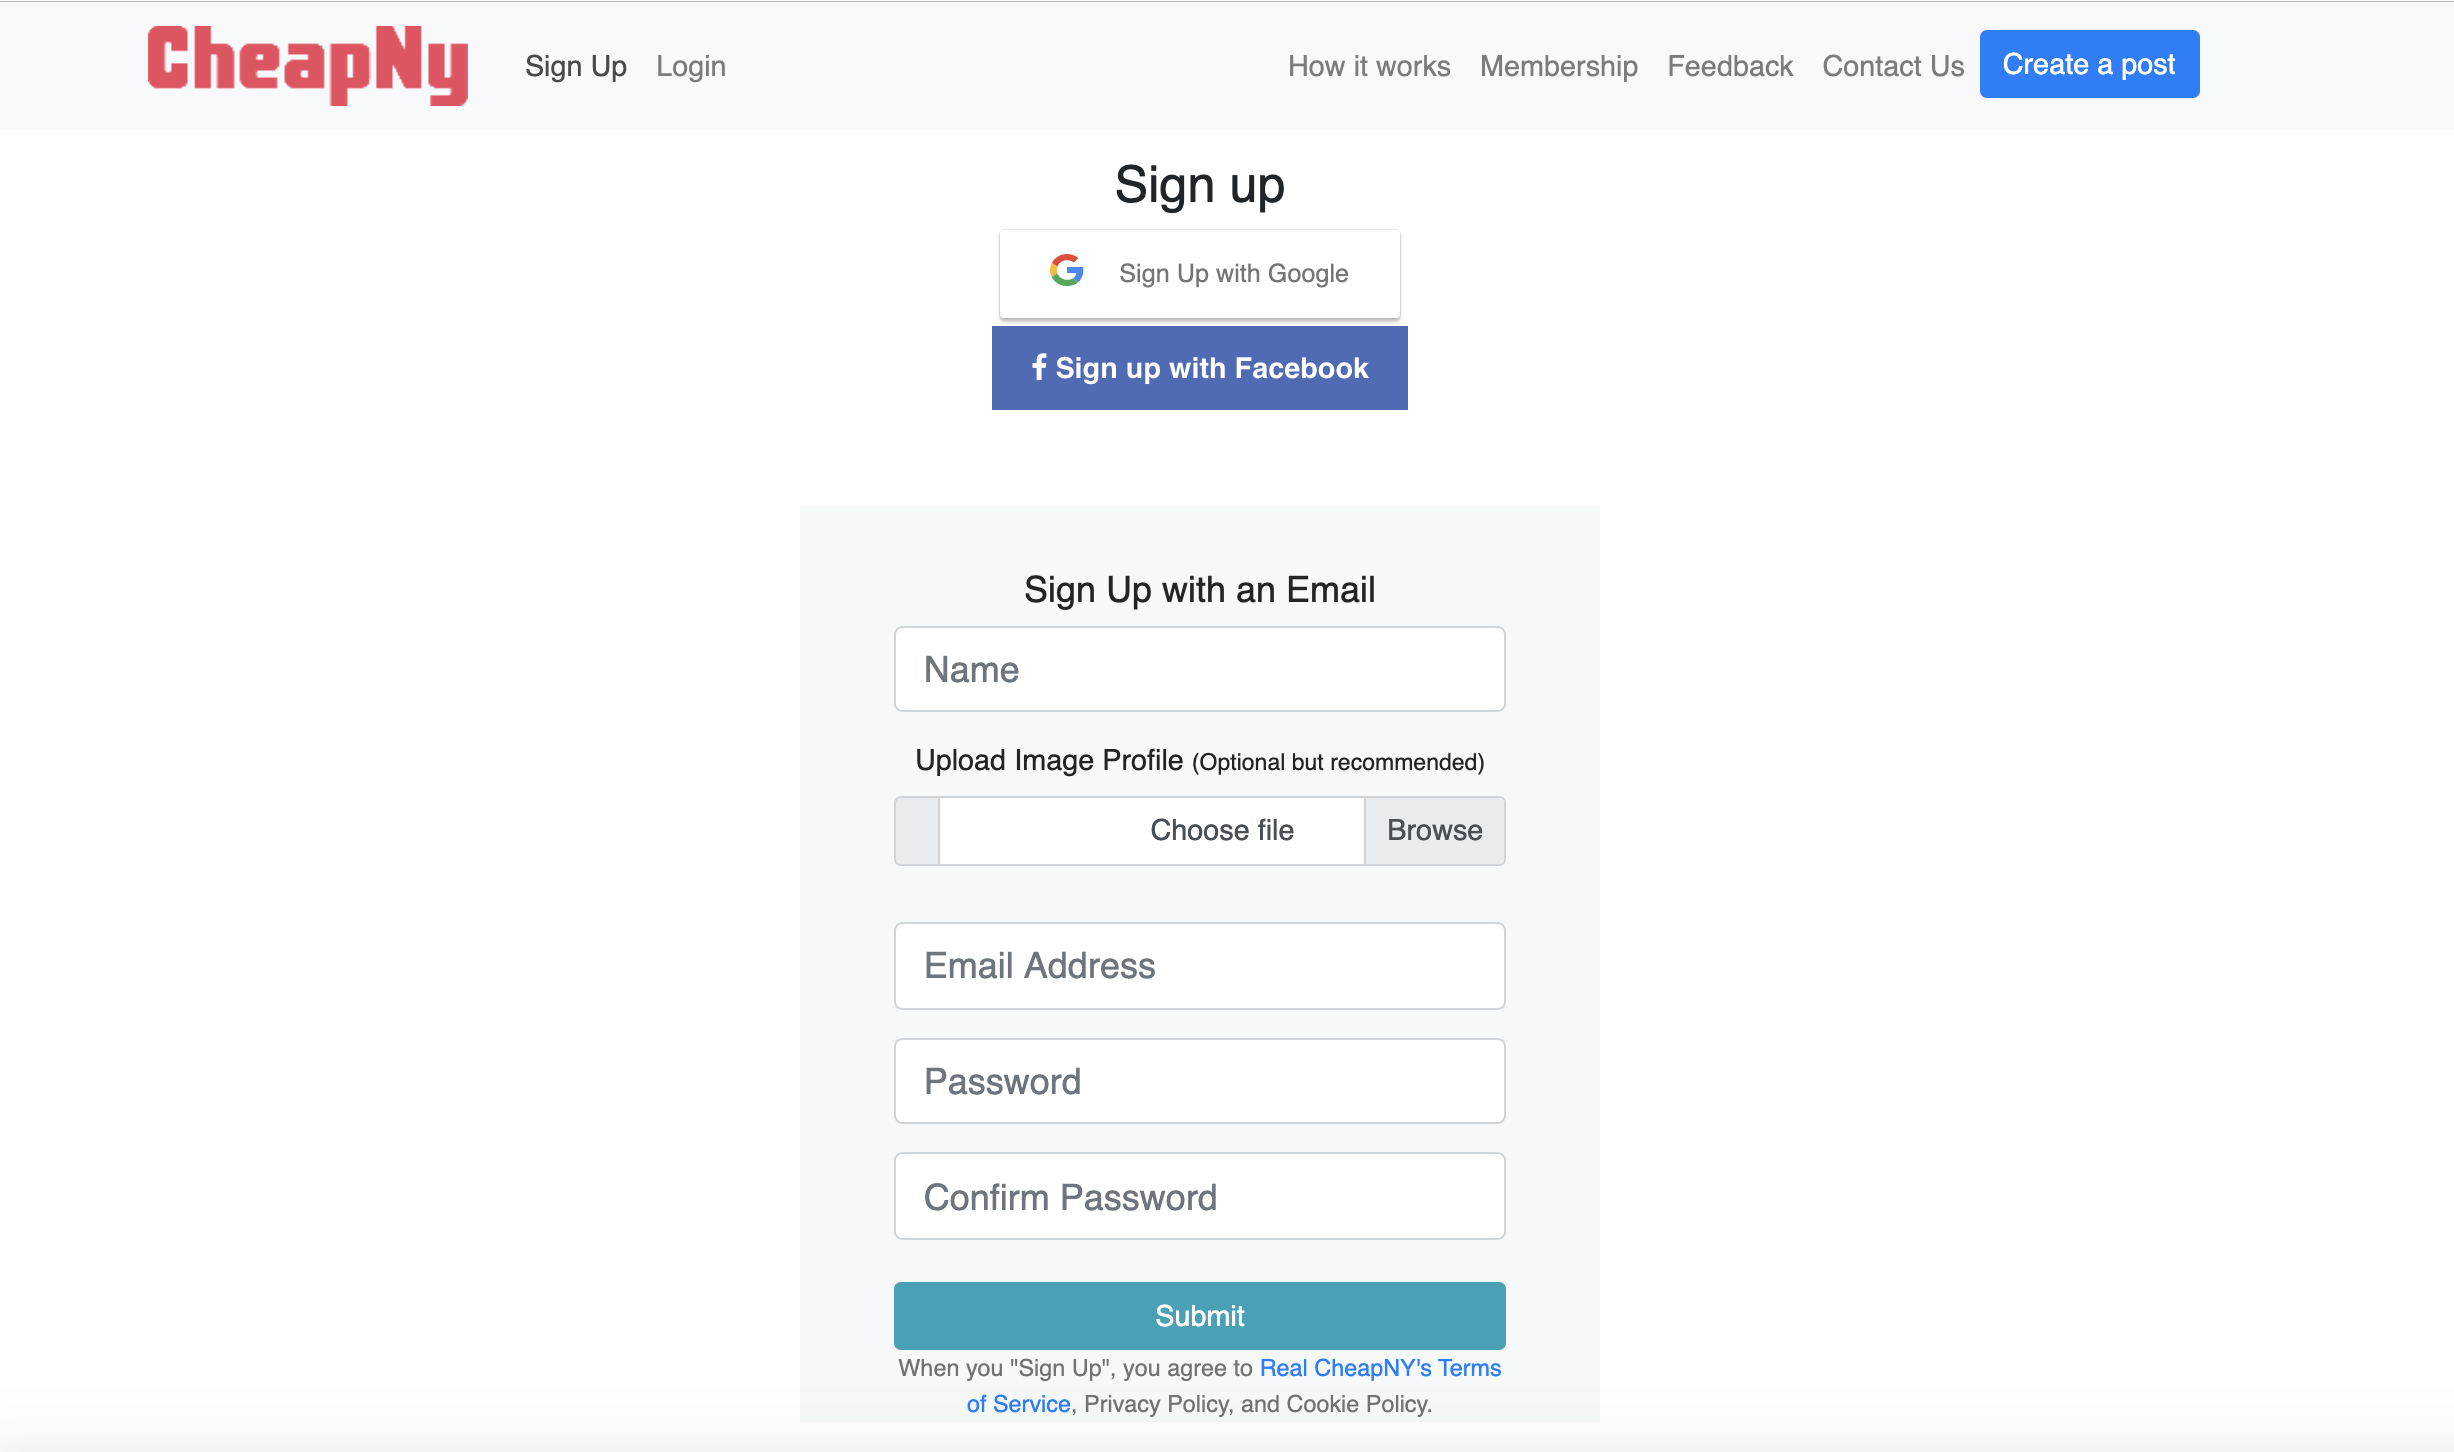 CheapNy
Sign Up
Login
How it works
Membership
Feedback
Contact Us
Create a post
Sign up
Sign Up with Google
Sign up with Facebook
Sign Up with an Email
Name
Upload Image Profile (Optional but recommended)
Choose file
Browse
Email Address
Password
Confirm Password
Submit
When you "Sign Up", you agree to Real CheapNY's Terms
of Service, Privacy Policy, and Cookie Policy.